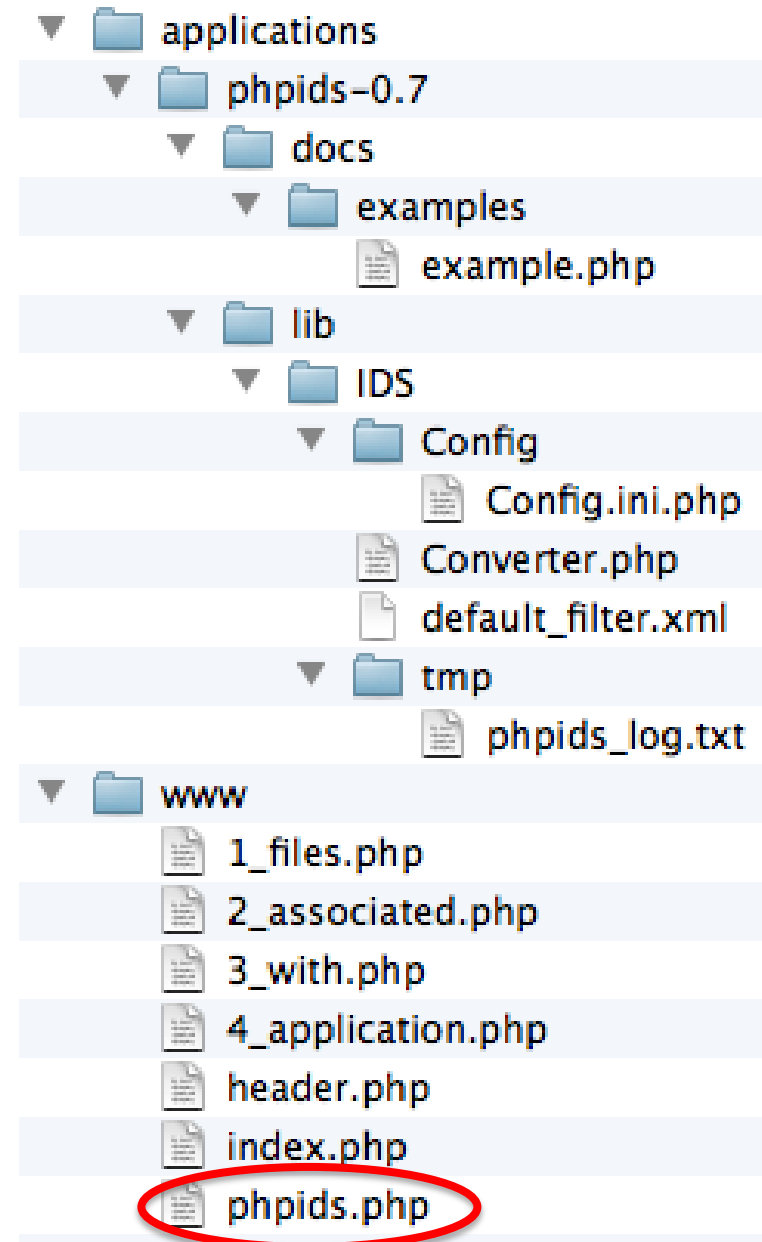 applications
phpids-0.7
docs
examples
example.php
lib
IDS
Config
Config.ini.php
Converter.php
default_filter.xml
tmp
phpids_log.txt
www
1_files.php
2_associated.php
3_with.php
4_application.php
header.php
index.php
phpids.php